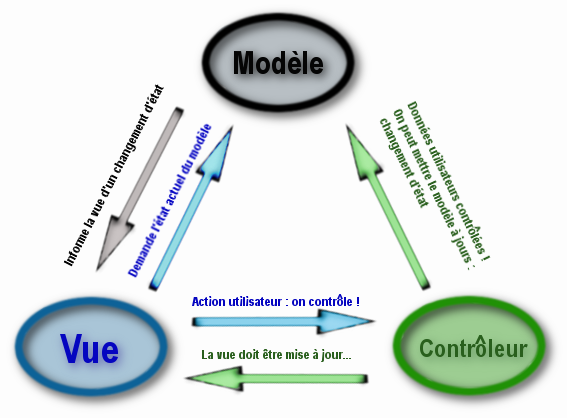 Modèle
Informe la vue d'un changement d'état
Demande l'état actuel du modèle
Données utilisateurs contrôlées !
On peut mettre le modèle à jours :
changement d'état
Action utilisateur : on contrôle !
Vue
Contrôleur
La vue doit être mise à jour...